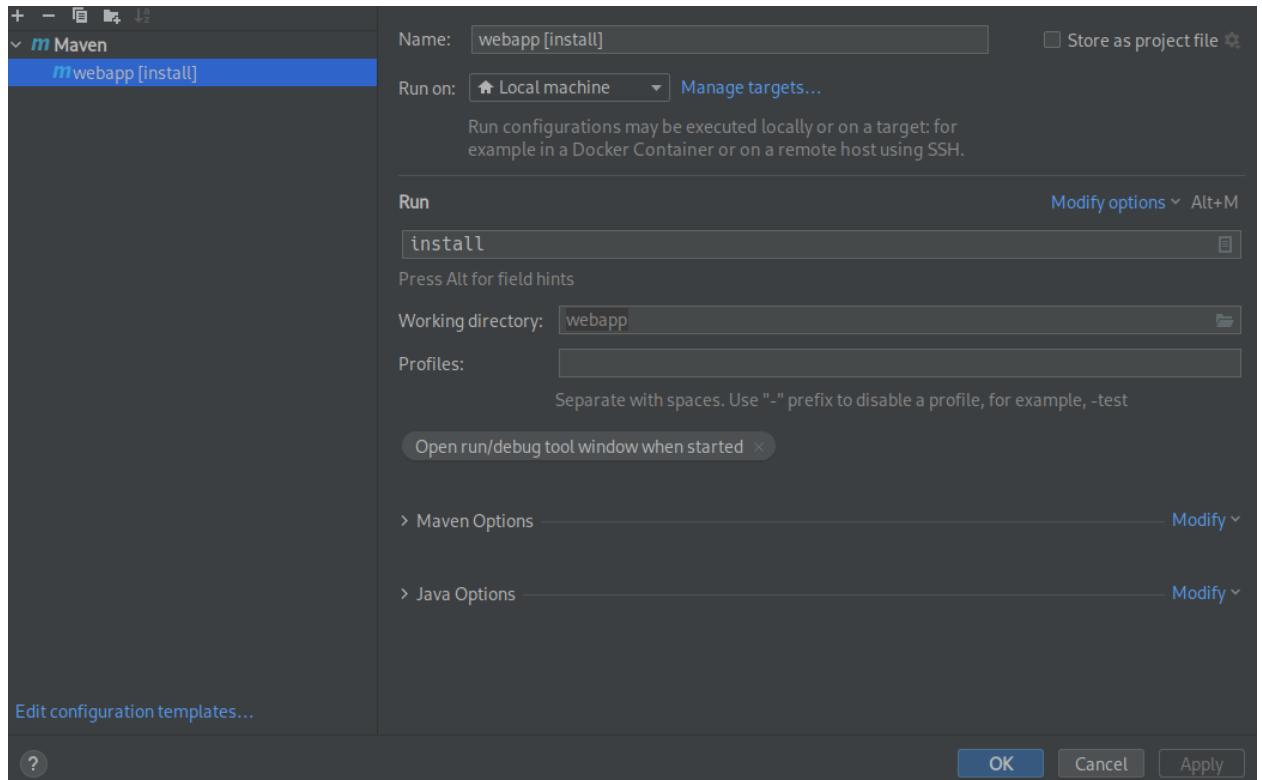 Maven
webapp [install]
Edit configuration templates...
Name: webapp [install] Store as project file
Run on: Local machine Manage targets...
Run configurations may be executed locally or on a target: for
example in a Docker Container or on a remote host using SSH.
Run Modify options Alt+M
install
Press Alt for field hints
Working directory: webapp
Profiles:
Separate with spaces. Use "-" prefix to disable a profile, for example, -test
Open run/debug tool window when started ×
Maven Options Modify
Java Options Modify
? OK Cancel Apply